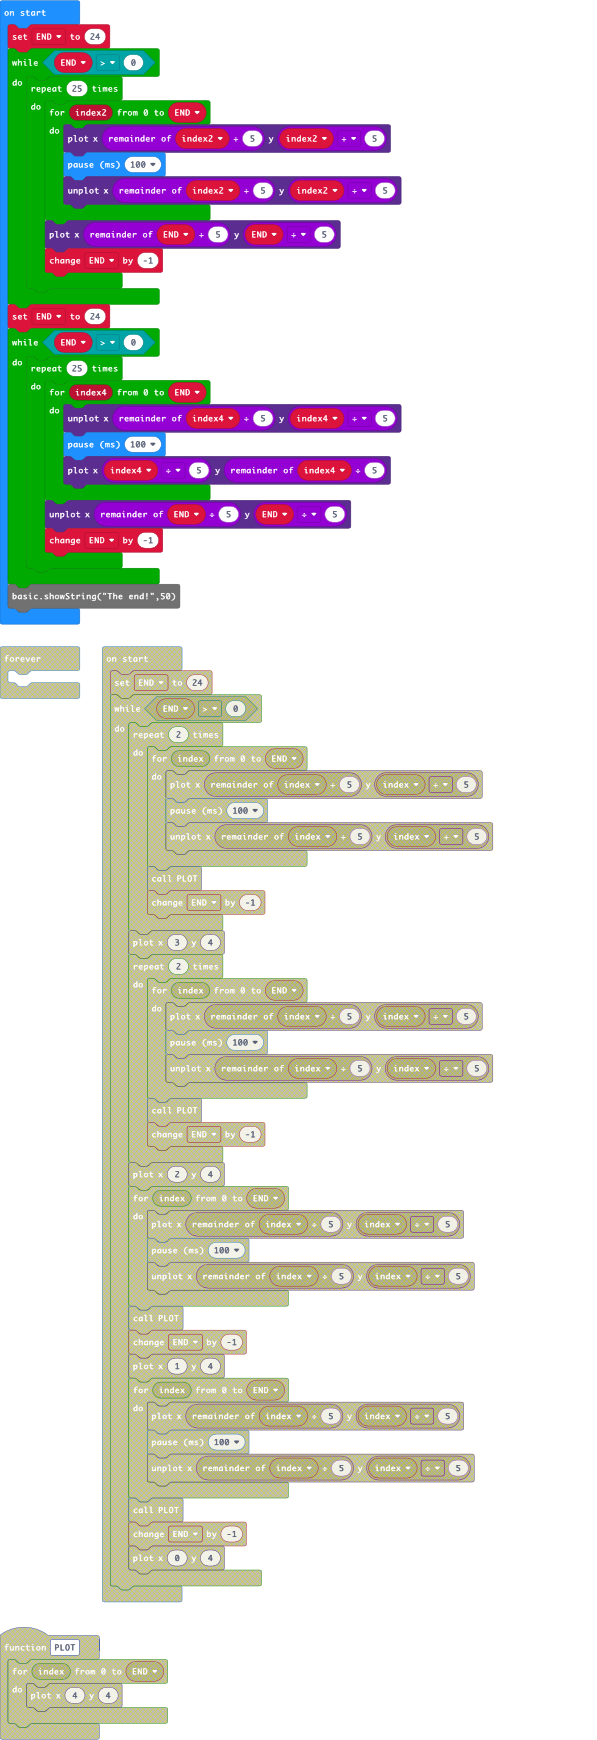 on start
set END to 24
while END > 0
do
repeat 25 times
do
for index2 from 0 to END
do
plot x remainder of index2 ÷ 5 y index2 ÷ 5
pause (ms) 100
unplot x remainder of index2 ÷ 5 y index2 ÷ 5
plot x remainder of END ÷ 5 y END ÷ 5
change END by -1
set END to 24
while END > 0
do
repeat 25 times
do
for index4 from 0 to END
do
unplot x remainder of index4 ÷ 5 y index4 ÷ 5
pause (ms) 100
plot x index4 ÷ 5 y remainder of index4 ÷ 5
unplot x remainder of END ÷ 5 y END ÷ 5
change END by -1
basic.showString("The end!",50)
forever
on start
set END to 24
while END > 0
do
repeat 2 times
do
for index from 0 to END
do
plot x remainder of index ÷ 5 y index ÷ 5
pause (ms) 100
unplot x remainder of index ÷ 5 y index ÷ 5
call PLOT
change END by -1
plot x 3 y 4
repeat 2 times
do
for index from 0 to END
do
plot x remainder of index ÷ 5 y index ÷ 5
pause (ms) 100
unplot x remainder of index ÷ 5 y index ÷ 5
call PLOT
change END by -1
plot x 2 y 4
for index from 0 to END
do
plot x remainder of index ÷ 5 y index ÷ 5
pause (ms) 100
unplot x remainder of index ÷ 5 y index ÷ 5
call PLOT
change END by -1
plot x 1 y 4
for index from 0 to END
do
plot x remainder of index ÷ 5 y index ÷ 5
pause (ms) 100
unplot x remainder of index ÷ 5 y index ÷ 5
call PLOT
change END by -1
plot x 0 y 4
function PLOT
for index from 0 to END
do
plot x 4 y 4